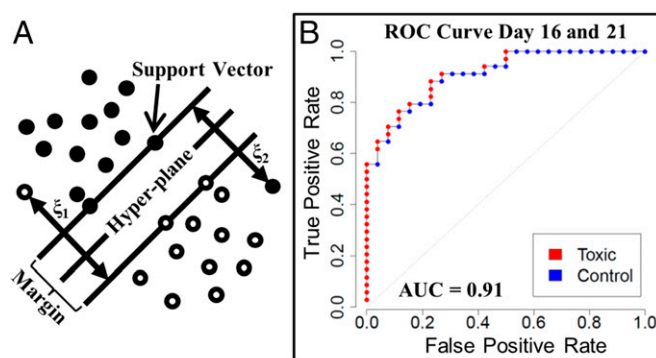 A
Support Vector
ξ1
Hyper-plane
ξ2
Margin
B
ROC Curve Day 16 and 21
True Positive Rate
1.0
0.8
0.6
0.4
0.2
0.0
Toxic
Control
AUC = 0.91
0.0 0.2 0.4 0.6 0.8 1.0
False Positive Rate